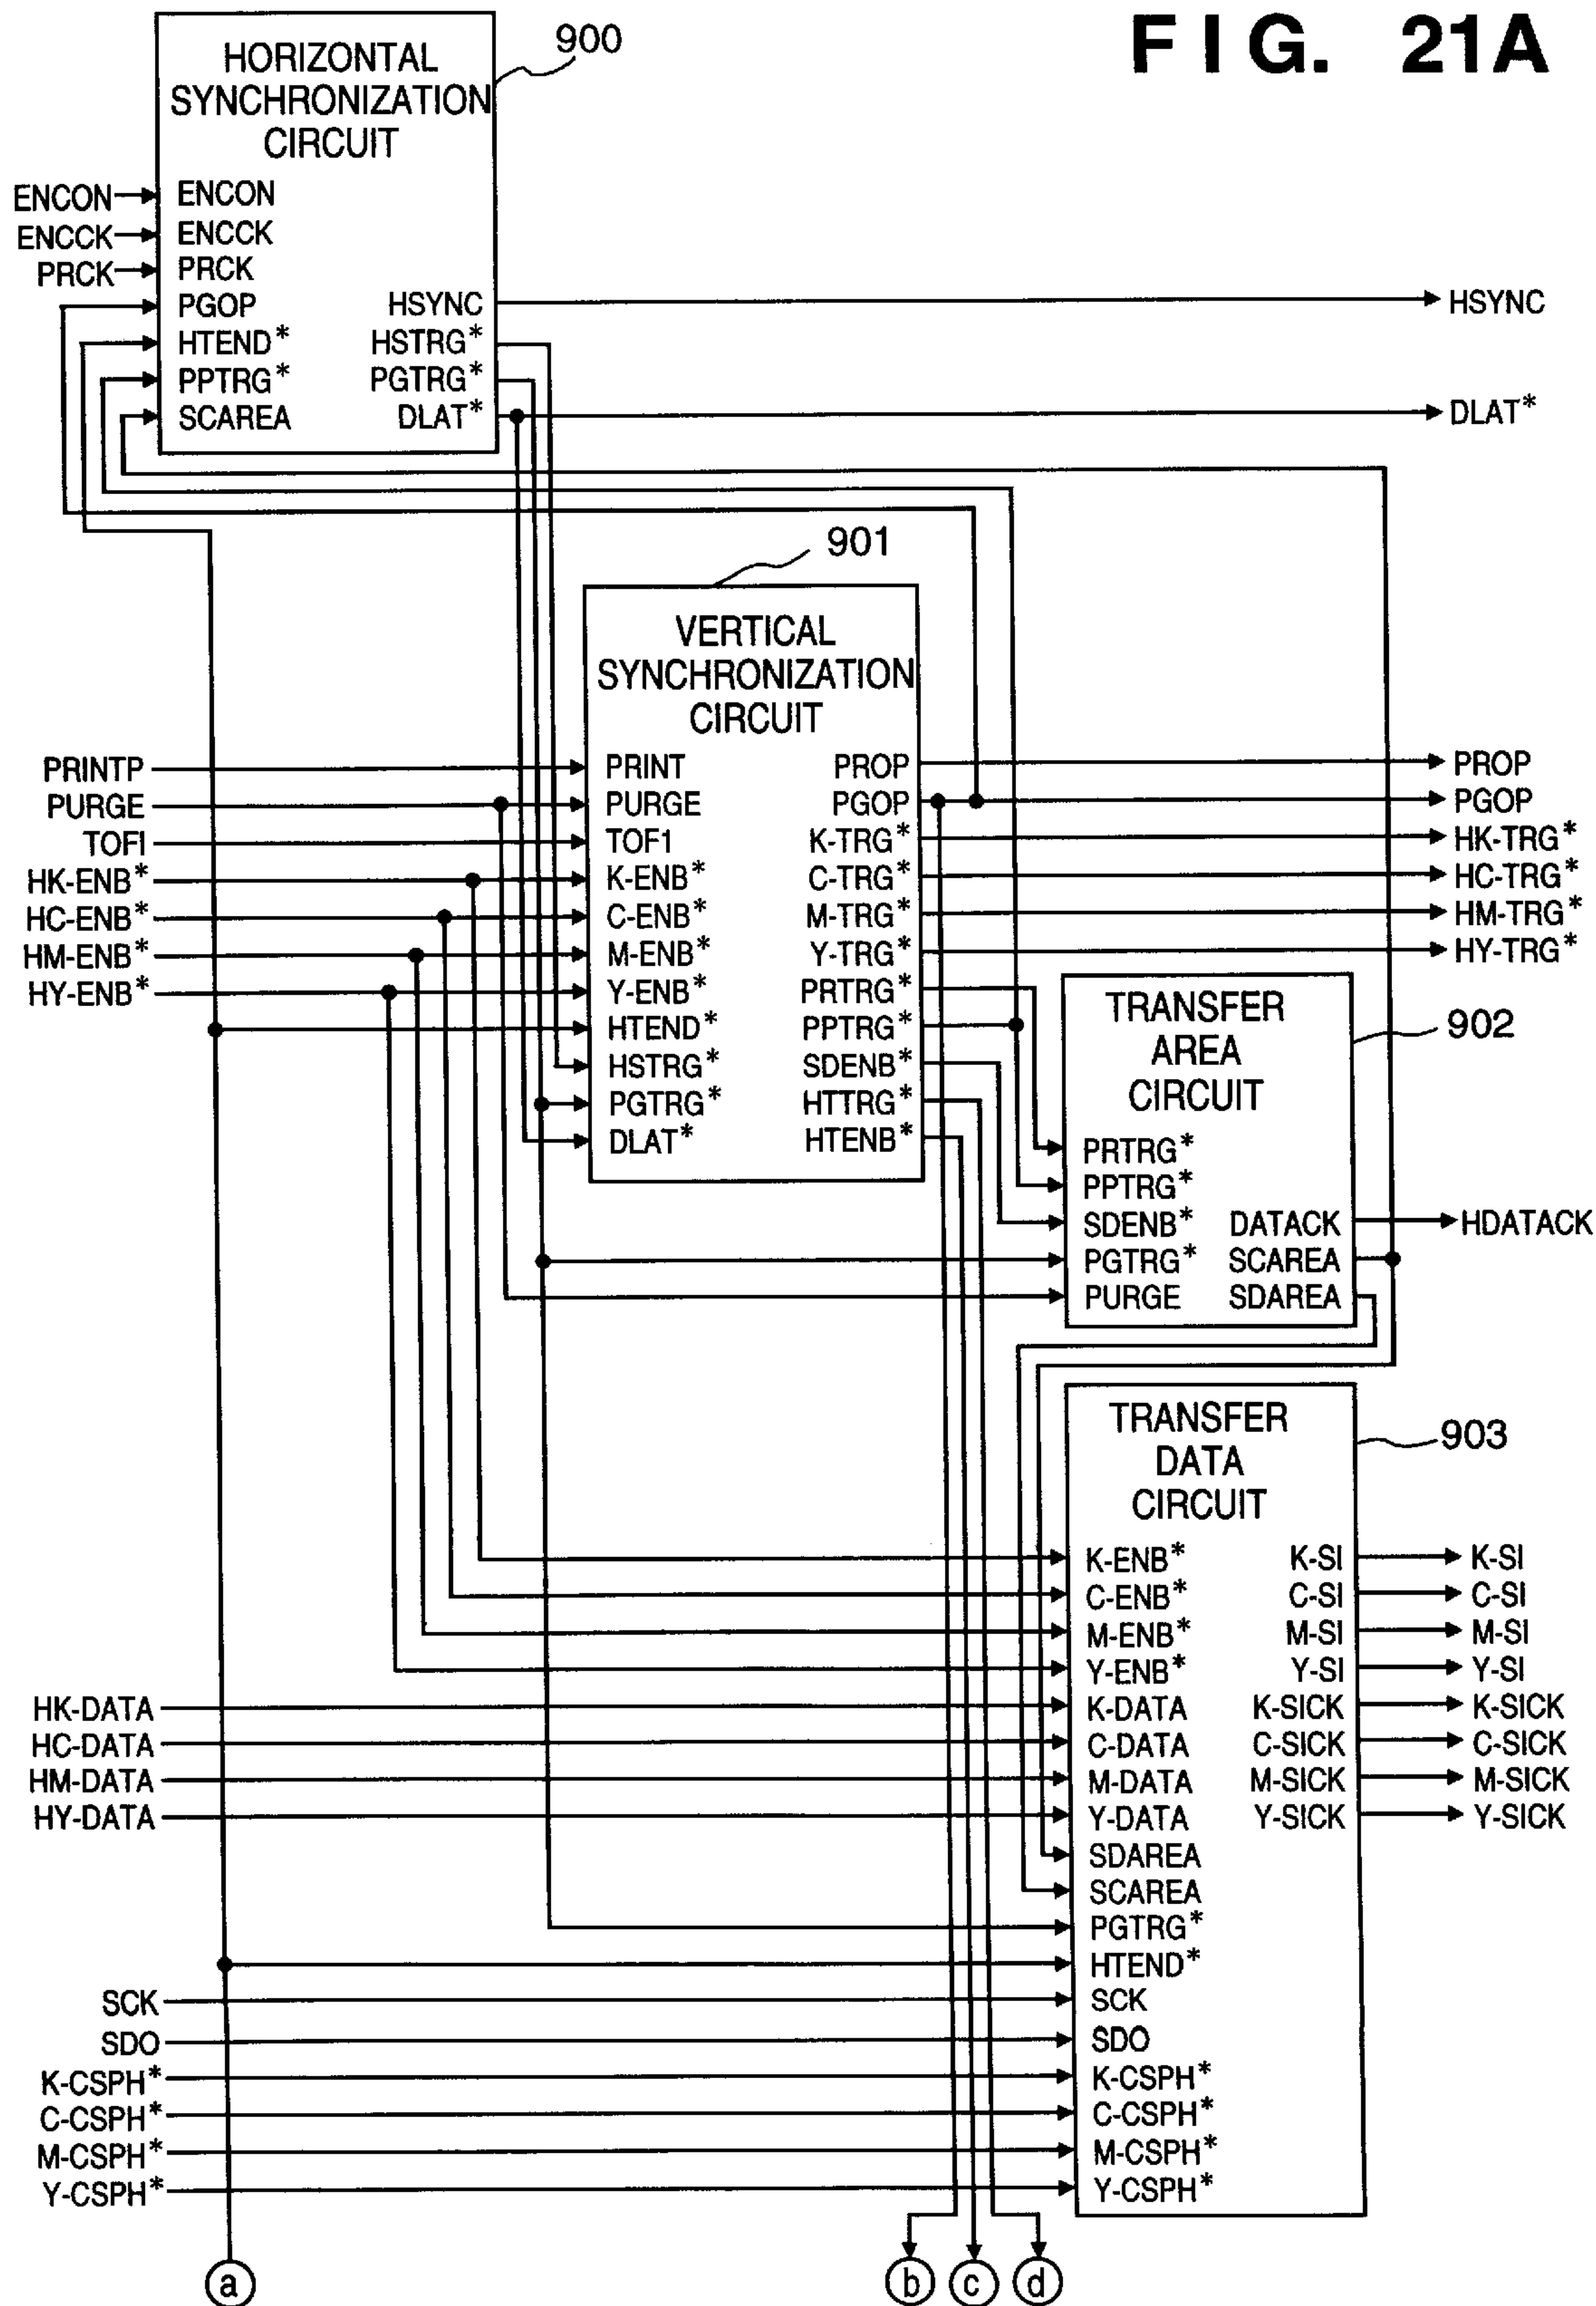 FIG. 21A
900
HORIZONTAL
SYNCHRONIZATION
CIRCUIT
ENCON
ENCCK
PRCK
ENCON
ENCCK
PRCK
PGOP
HTEND*
PPTRG*
SCAREA
HSYNC
HSTRG*
PGTRG*
DLAT*
HSYNC
DLAT*
901
VERTICAL
SYNCHRONIZATION
CIRCUIT
PRINTP
PURGE
TOFI
HK-ENB*
HC-ENB*
HM-ENB*
HY-ENB*
PRINT
PURGE
TOF1
K-ENB*
C-ENB*
M-ENB*
Y-ENB*
HTEND*
HSTRG*
PGTRG*
DLAT*
PROP
PGOP
K-TRG*
C-TRG*
M-TRG*
Y-TRG*
PRTRG*
PPTRG*
SDENB*
HTTRG*
HTENB*
PROP
PGOP
HK-TRG*
HC-TRG*
HM-TRG*
HY-TRG*
902
TRANSFER
AREA
CIRCUIT
PRTRG*
PPTRG*
SDENB*
PGTRG*
PURGE
DATACK
SCAREA
SDAREA
HDATACK
903
TRANSFER
DATA
CIRCUIT
HK-DATA
HC-DATA
HM-DATA
HY-DATA
SCK
SDO
K-CSPH*
C-CSPH*
M-CSPH*
Y-CSPH*
K-ENB*
C-ENB*
M-ENB*
Y-ENB*
K-DATA
C-DATA
M-DATA
Y-DATA
SDAREA
SCAREA
PGTRG*
HTEND*
SCK
SDO
K-CSPH*
C-CSPH*
M-CSPH*
Y-CSPH*
K-SI
C-SI
M-SI
Y-SI
K-SICK
C-SICK
M-SICK
Y-SICK
K-SI
C-SI
M-SI
Y-SI
K-SICK
C-SICK
M-SICK
Y-SICK
a
b
c
d